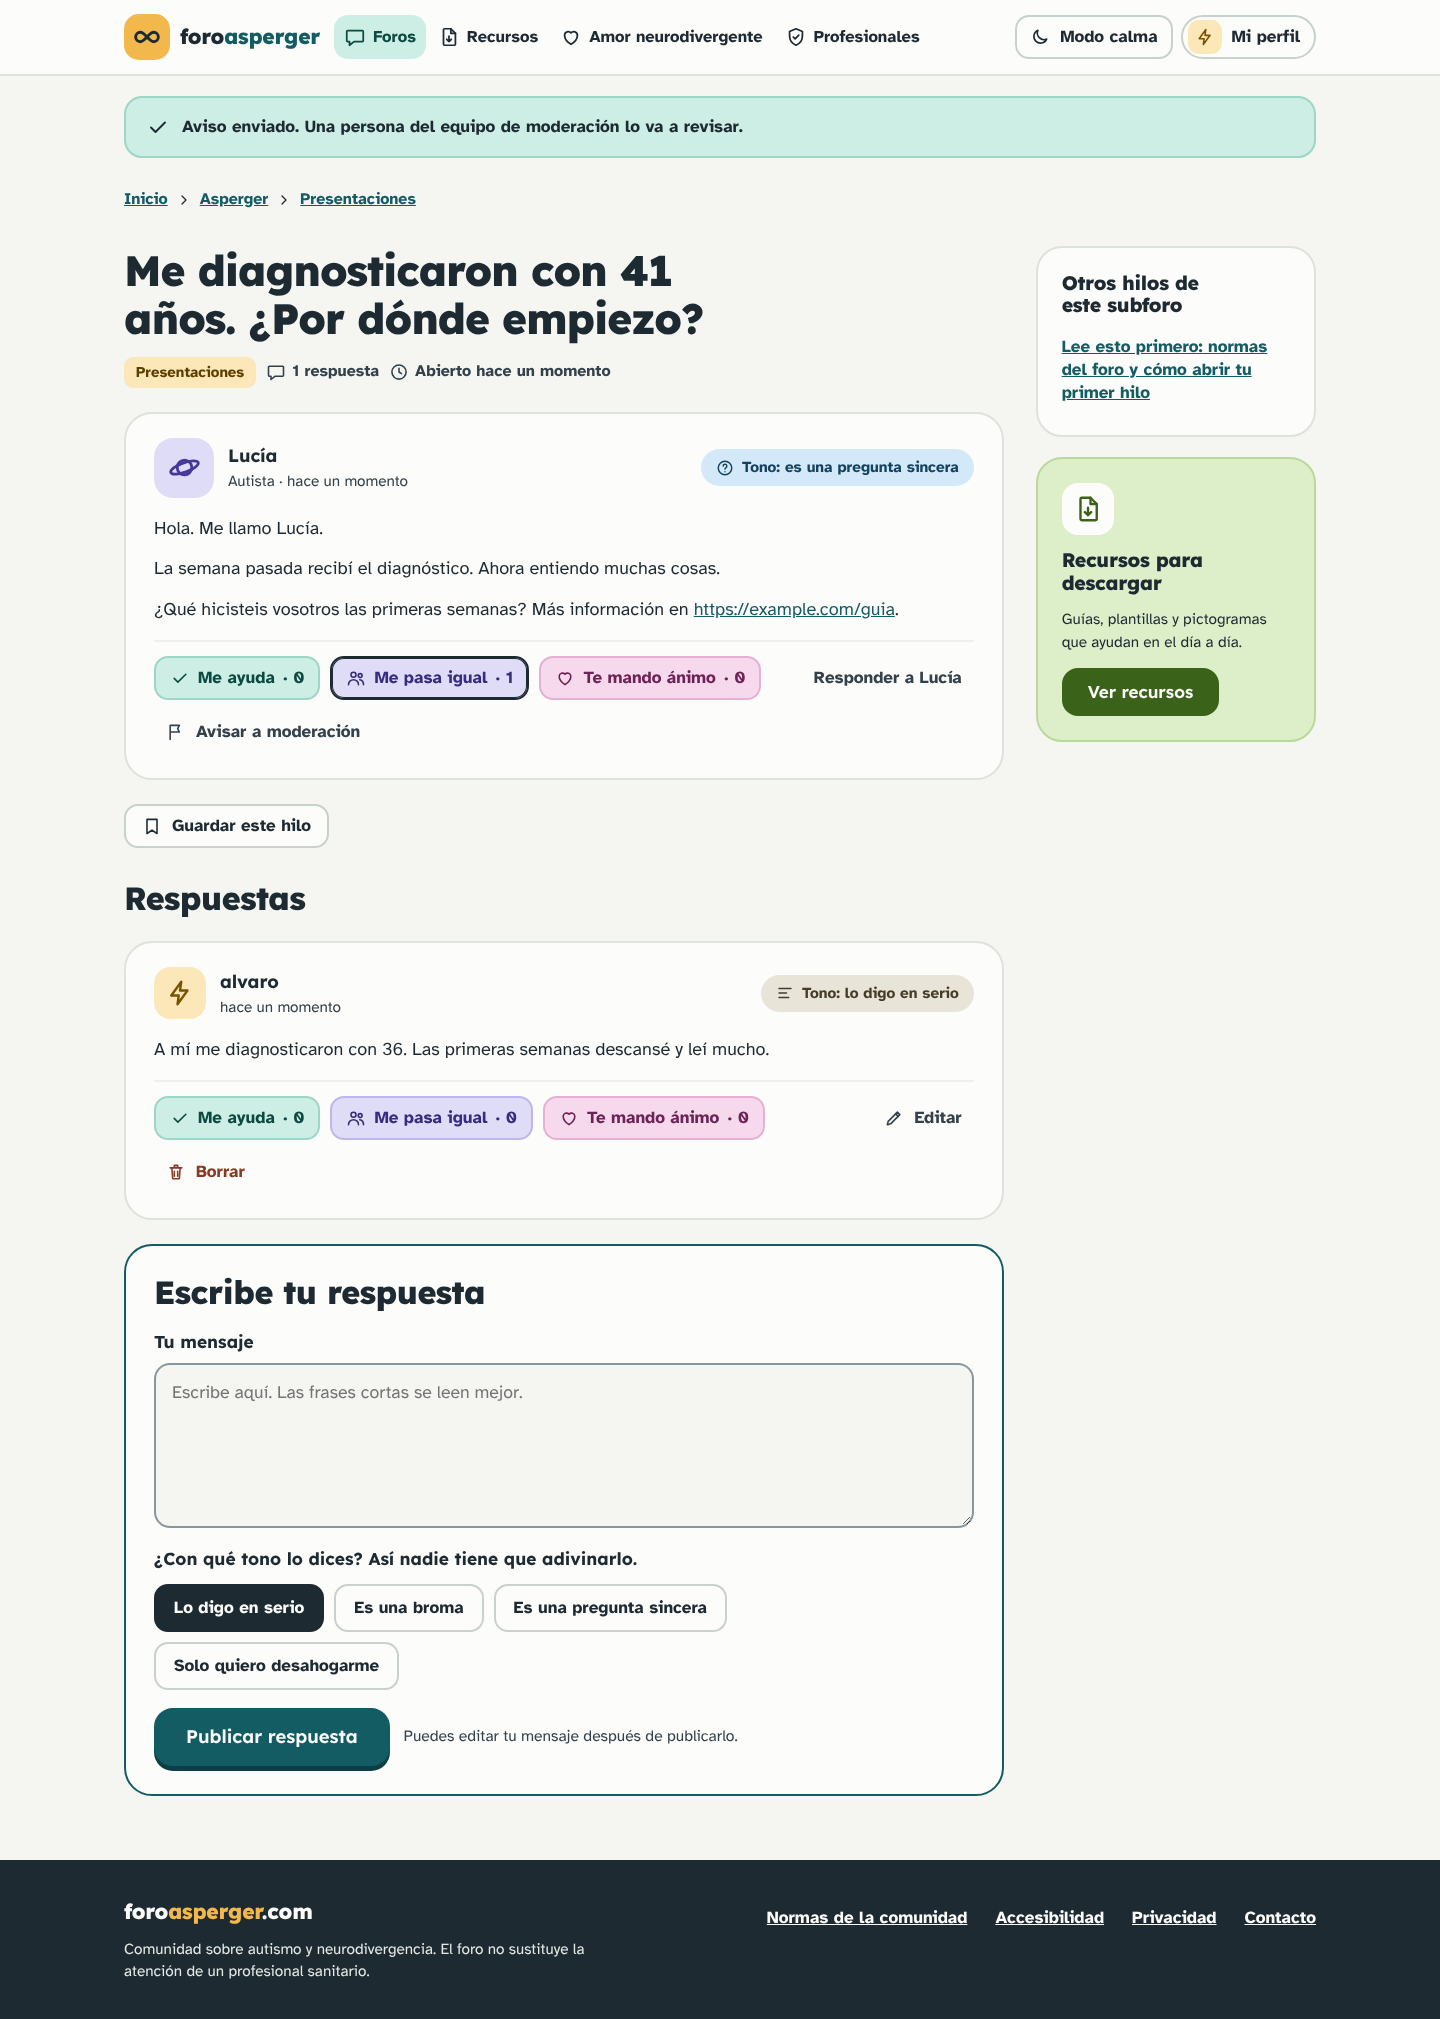 foroasperger
Foros
Recursos
Amor neurodivergente
Profesionales
Modo calma
Mi perfil
Aviso enviado. Una persona del equipo de moderación lo va a revisar.
Inicio > Asperger > Presentaciones
Me diagnosticaron con 41
años. ¿Por dónde empiezo?
Presentaciones
1 respuesta
Abierto hace un momento
Lucía
Autista · hace un momento
Tono: es una pregunta sincera
Hola. Me llamo Lucía.
La semana pasada recibí el diagnóstico. Ahora entiendo muchas cosas.
¿Qué hicisteis vosotros las primeras semanas? Más información en https://example.com/guia.
Me ayuda · 0
Me pasa igual · 1
Te mando ánimo · 0
Responder a Lucía
Avisar a moderación
Guardar este hilo
Respuestas
alvaro
hace un momento
Tono: lo digo en serio
A mí me diagnosticaron con 36. Las primeras semanas descansé y leí mucho.
Me ayuda · 0
Me pasa igual · 0
Te mando ánimo · 0
Editar
Borrar
Escribe tu respuesta
Tu mensaje
Escribe aquí. Las frases cortas se leen mejor.
¿Con qué tono lo dices? Así nadie tiene que adivinarlo.
Lo digo en serio
Es una broma
Es una pregunta sincera
Solo quiero desahogarme
Publicar respuesta
Puedes editar tu mensaje después de publicarlo.
Otros hilos de
este subforo
Lee esto primero: normas
del foro y cómo abrir tu
primer hilo
Recursos para
descargar
Guías, plantillas y pictogramas
que ayudan en el día a día.
Ver recursos
foroasperger.com
Comunidad sobre autismo y neurodivergencia. El foro no sustituye la
atención de un profesional sanitario.
Normas de la comunidad
Accesibilidad
Privacidad
Contacto